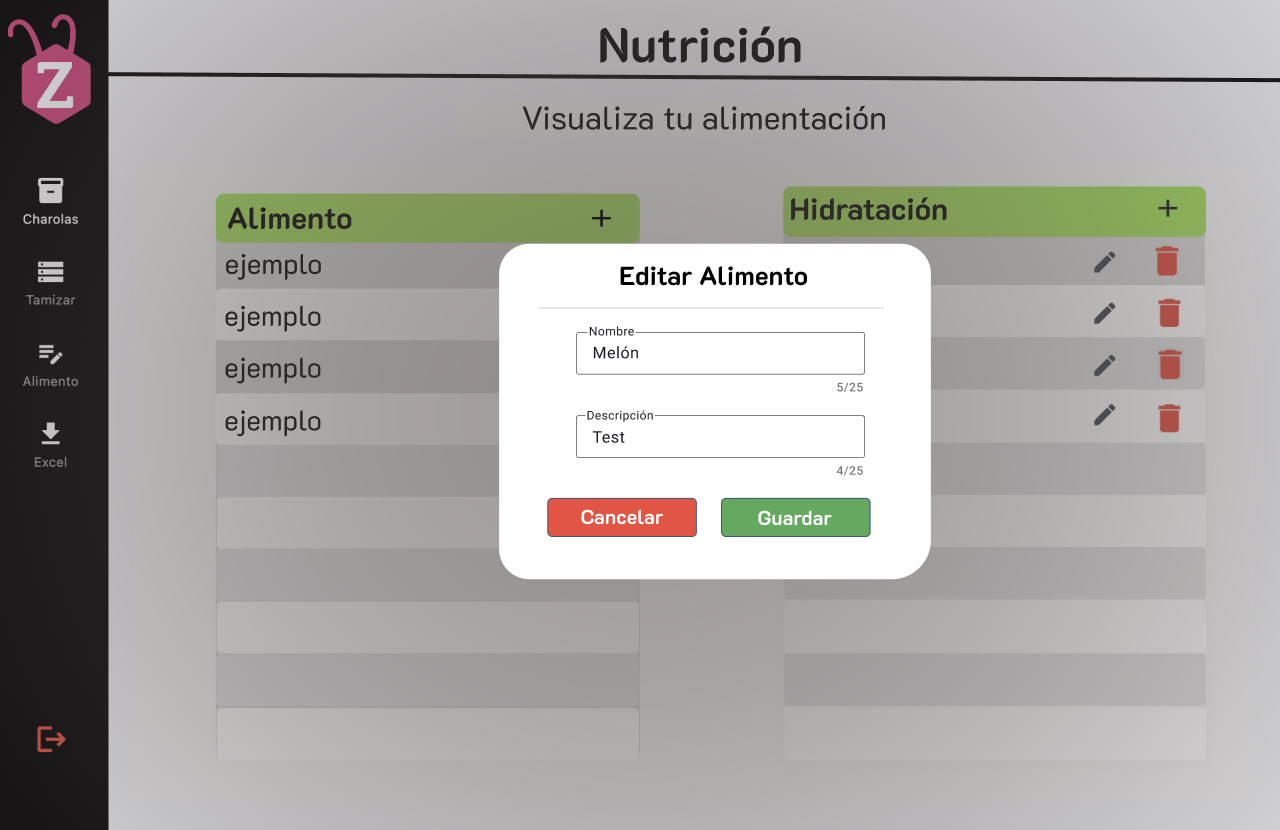 Z
Charolas
Tamizar
Alimento
Excel
Nutrición
Visualiza tu alimentación
Alimento +
ejemplo
ejemplo
ejemplo
ejemplo
Hidratación +
Editar Alimento
Nombre
Melón
5/25
Descripción
Test
4/25
Cancelar
Guardar